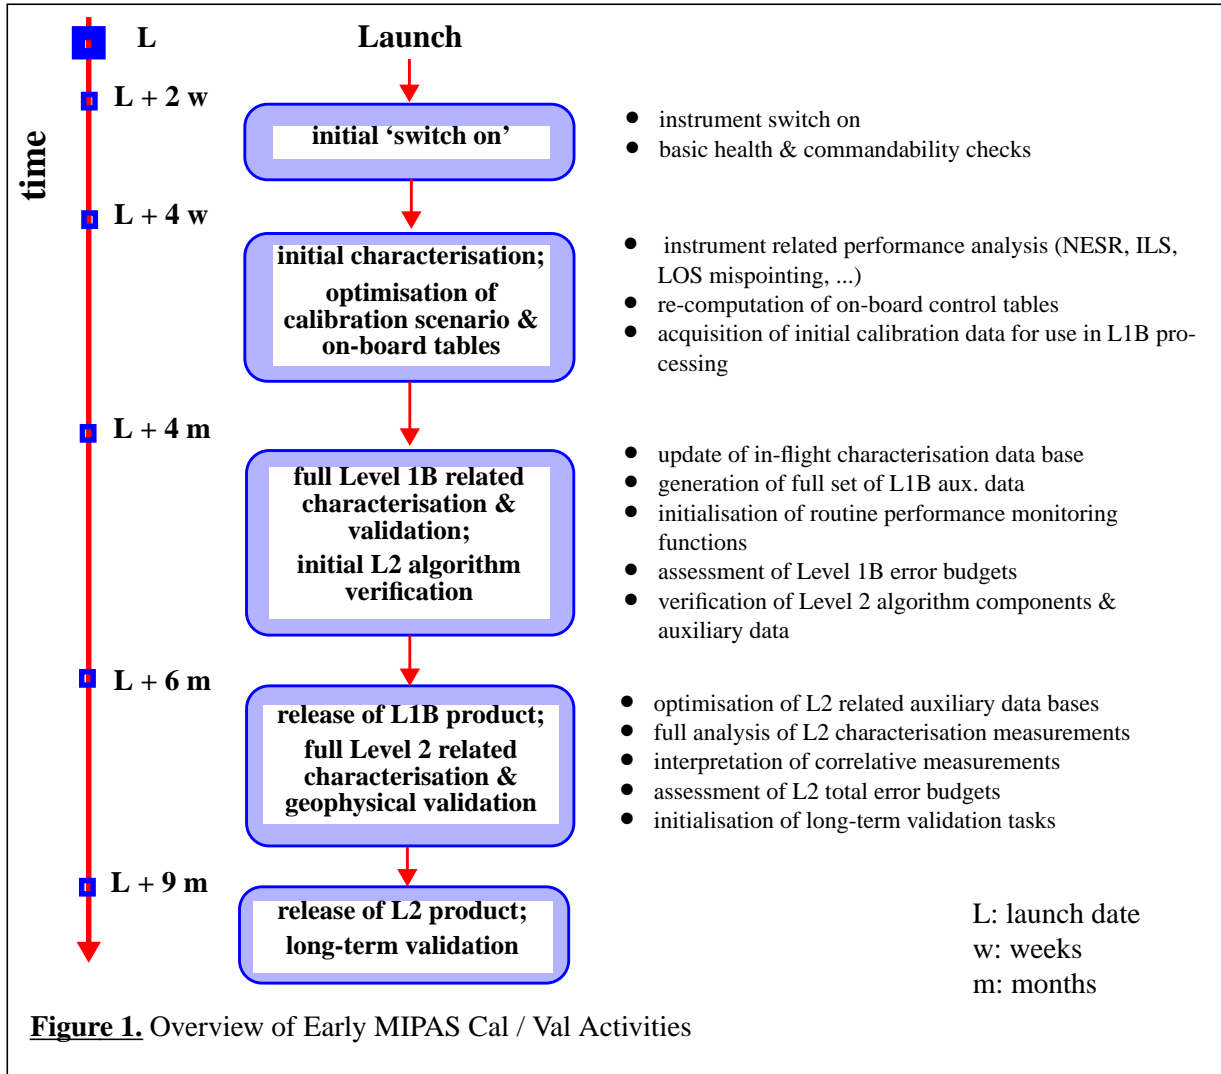 L
Launch
time
L + 2 w
initial ‘switch on’
● instrument switch on
● basic health & commandability checks
L + 4 w
initial characterisation;
optimisation of
calibration scenario &
on-board tables
● instrument related performance analysis (NESR, ILS,
LOS mispointing, ...)
● re-computation of on-board control tables
● acquisition of initial calibration data for use in L1B pro-
cessing
L + 4 m
full Level 1B related
characterisation &
validation;
initial L2 algorithm
verification
● update of in-flight characterisation data base
● generation of full set of L1B aux. data
● initialisation of routine performance monitoring
functions
● assessment of Level 1B error budgets
● verification of Level 2 algorithm components &
auxiliary data
L + 6 m
release of L1B product;
full Level 2 related
characterisation &
geophysical validation
● optimisation of L2 related auxiliary data bases
● full analysis of L2 characterisation measurements
● interpretation of correlative measurements
● assessment of L2 total error budgets
● initialisation of long-term validation tasks
L + 9 m
release of L2 product;
long-term validation
L: launch date
w: weeks
m: months
Figure 1. Overview of Early MIPAS Cal / Val Activities